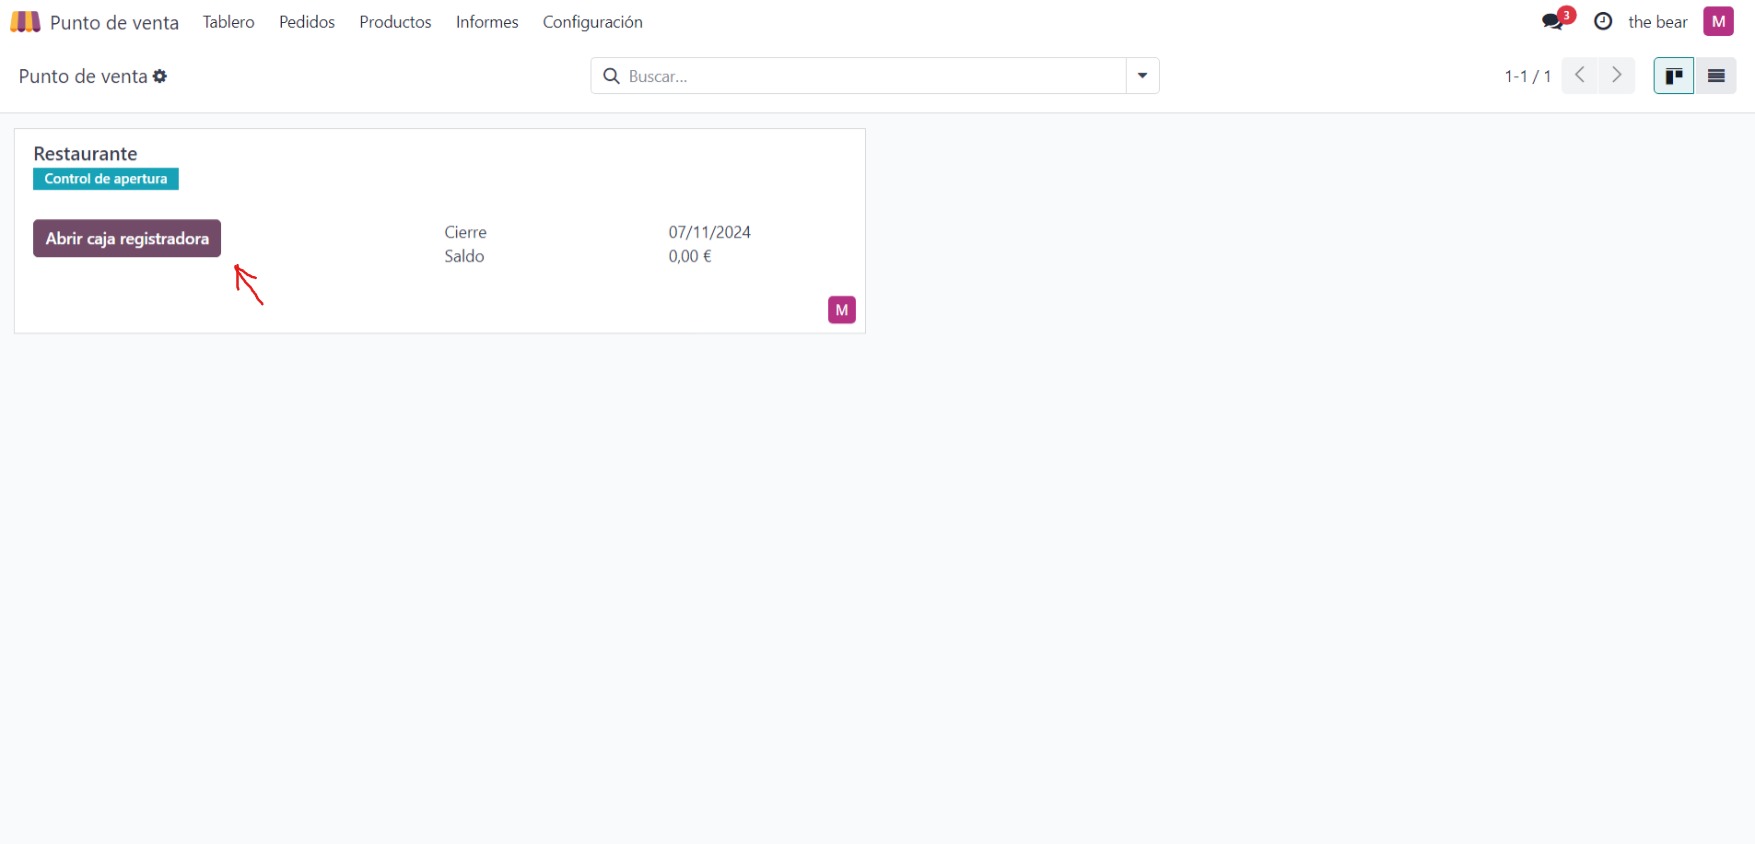 Punto de venta Tablero Pedidos Productos Informes Configuración 3 the bear M
Punto de venta Buscar... 1-1 / 1
Restaurante
Control de apertura
Abrir caja registradora
Cierre 07/11/2024
Saldo 0,00 €
M